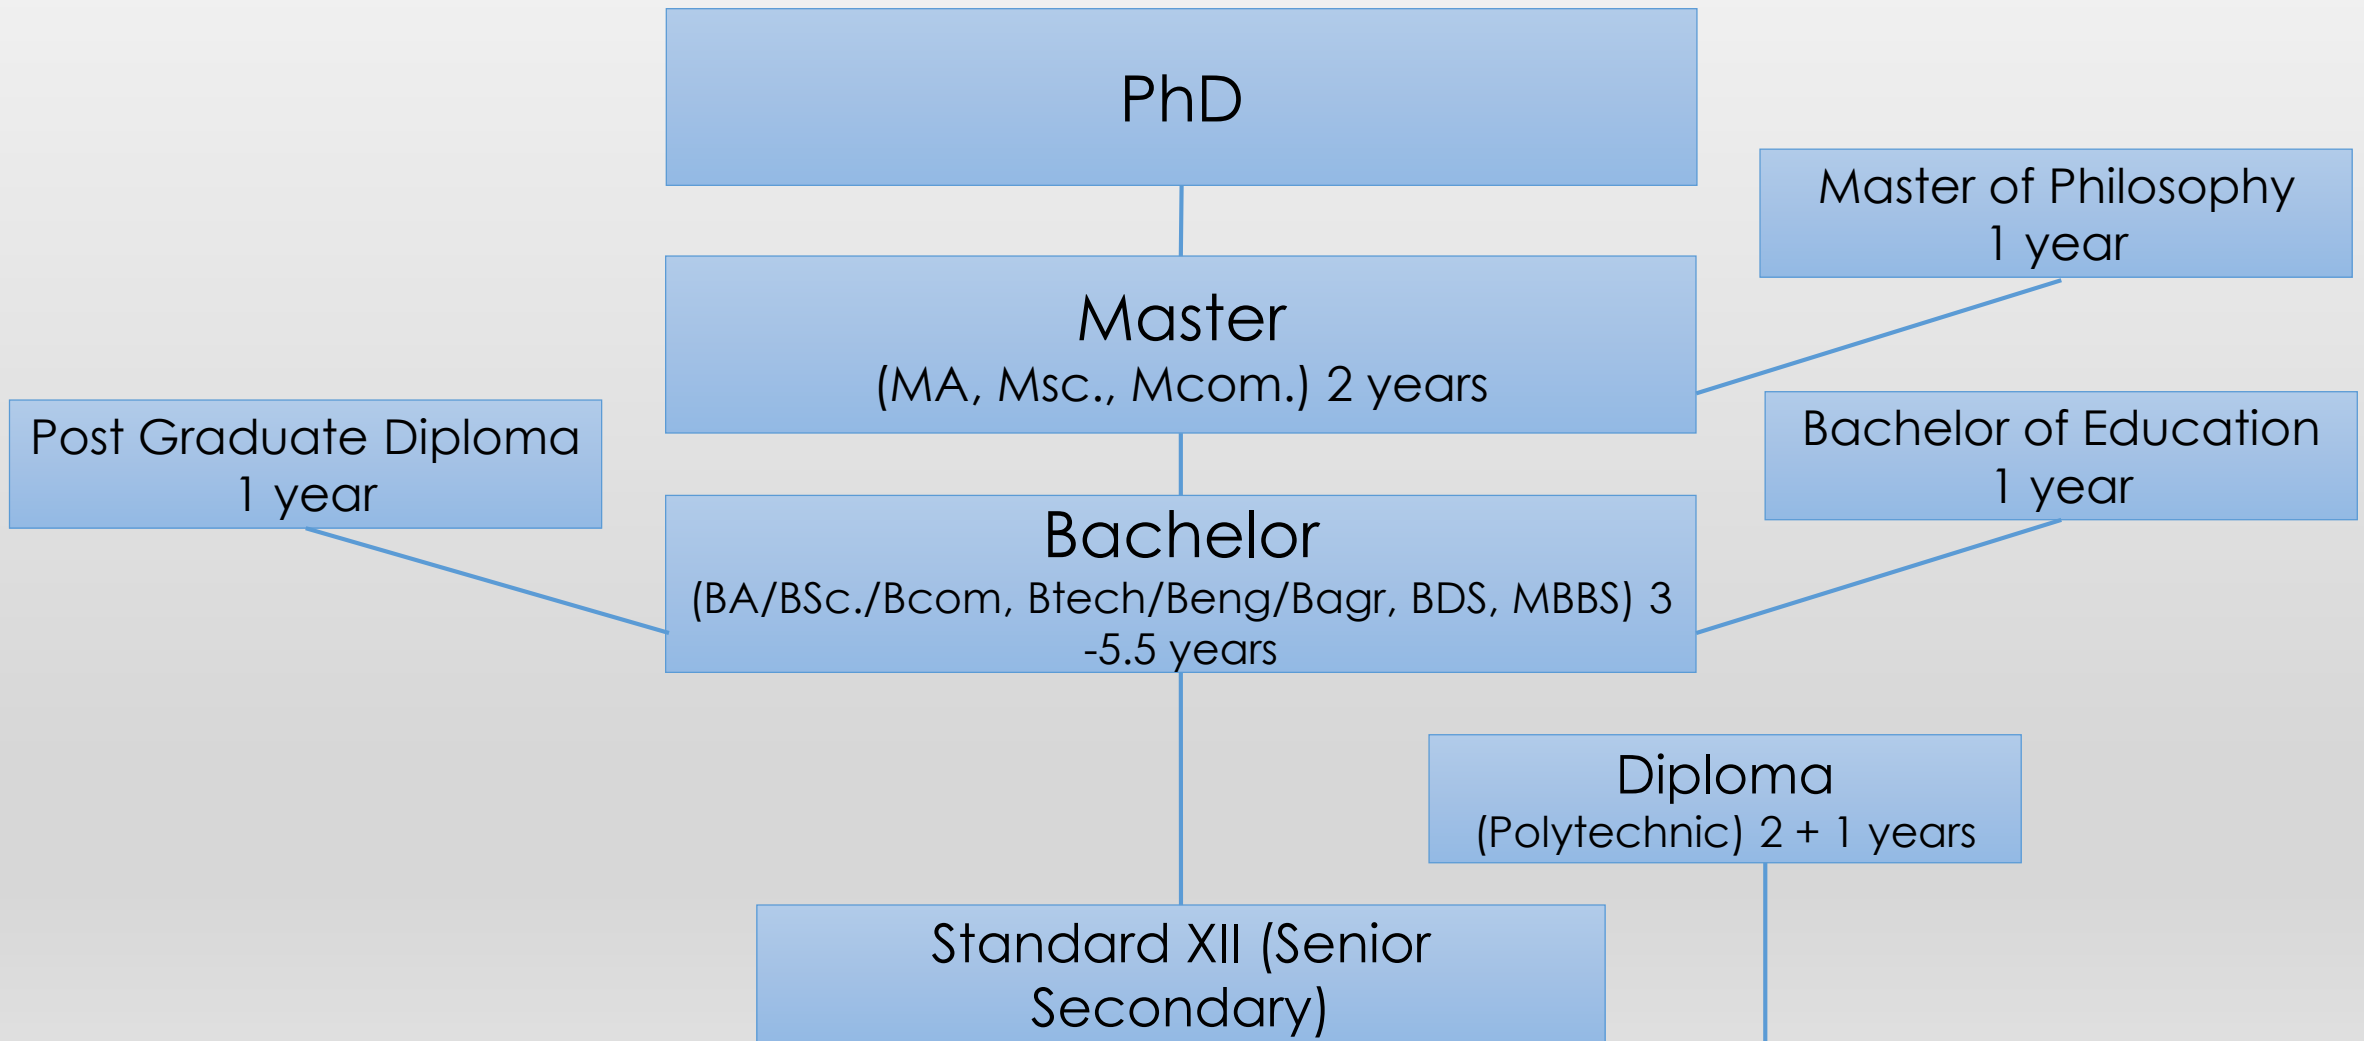 PhD
Master of Philosophy
1 year
Master
(MA, Msc., Mcom.) 2 years
Post Graduate Diploma
1 year
Bachelor of Education
1 year
Bachelor
(BA/BSc./Bcom, Btech/Beng/Bagr, BDS, MBBS) 3
-5.5 years
Diploma
(Polytechnic) 2 + 1 years
Standard XII (Senior
Secondary)